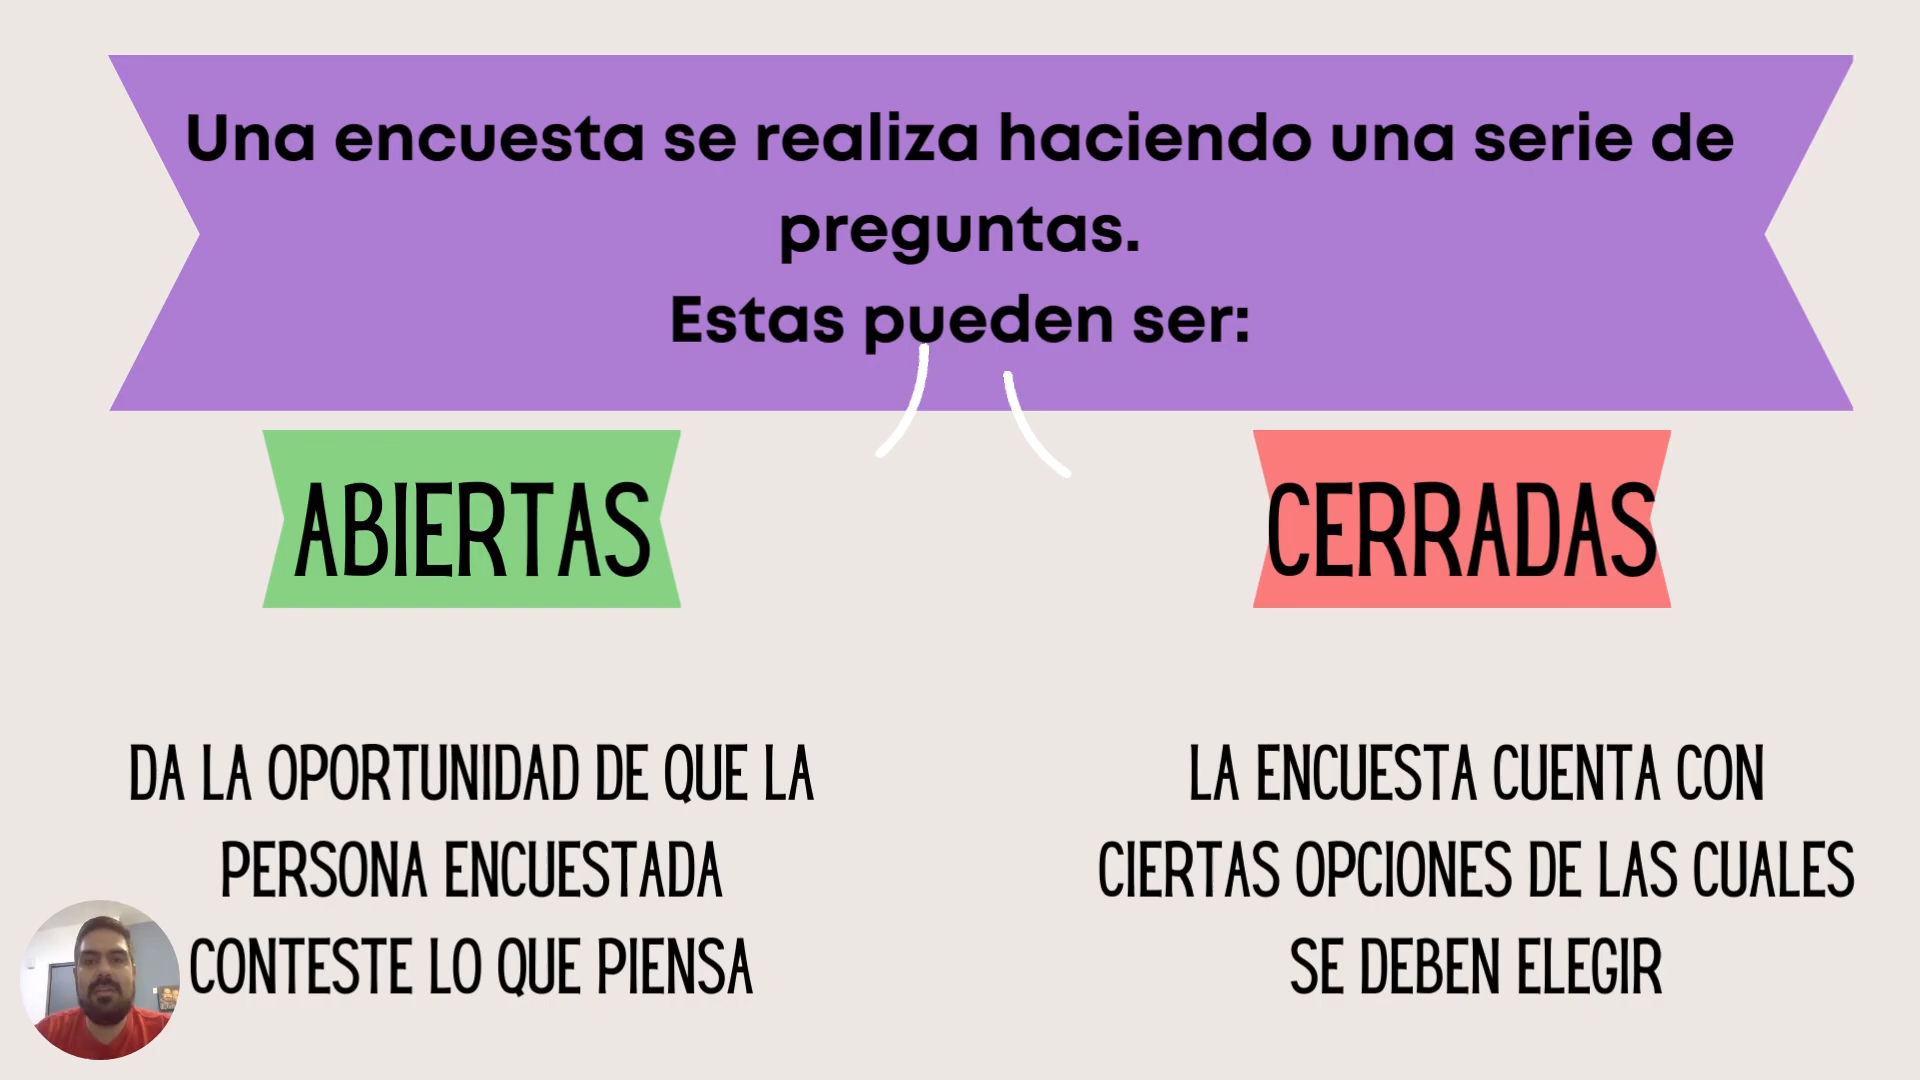 Una encuesta se realiza haciendo una serie de
preguntas.
Estas pueden ser:
ABIERTAS
DA LA OPORTUNIDAD DE QUE LA
PERSONA ENCUESTADA
CONTESTE LO QUE PIENSA
CERRADAS
LA ENCUESTA CUENTA CON
CIERTAS OPCIONES DE LAS CUALES
SE DEBEN ELEGIR